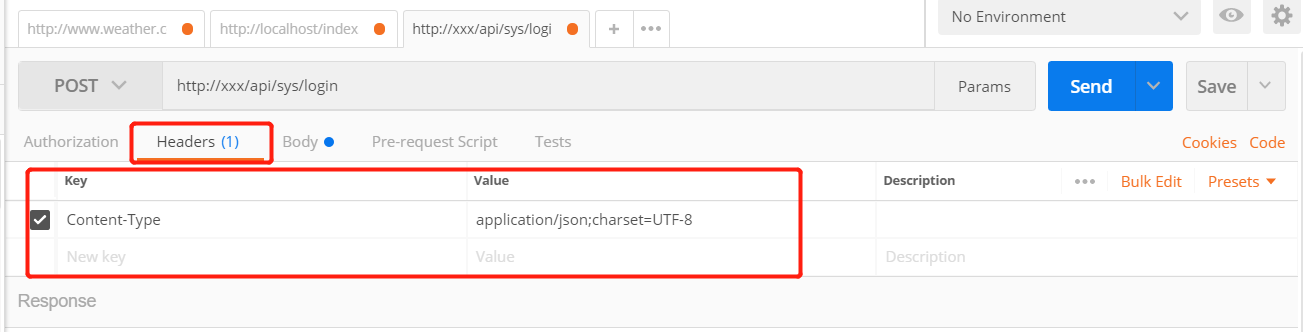 http://www.weather.c http://localhost/index http://xxx/api/sys/logi + ••• No Environment
POST http://xxx/api/sys/login Params Send Save
Authorization Headers (1) Body Pre-request Script Tests Cookies Code
Key Value Description ••• Bulk Edit Presets
Content-Type application/json;charset=UTF-8
New key Value Description
Response